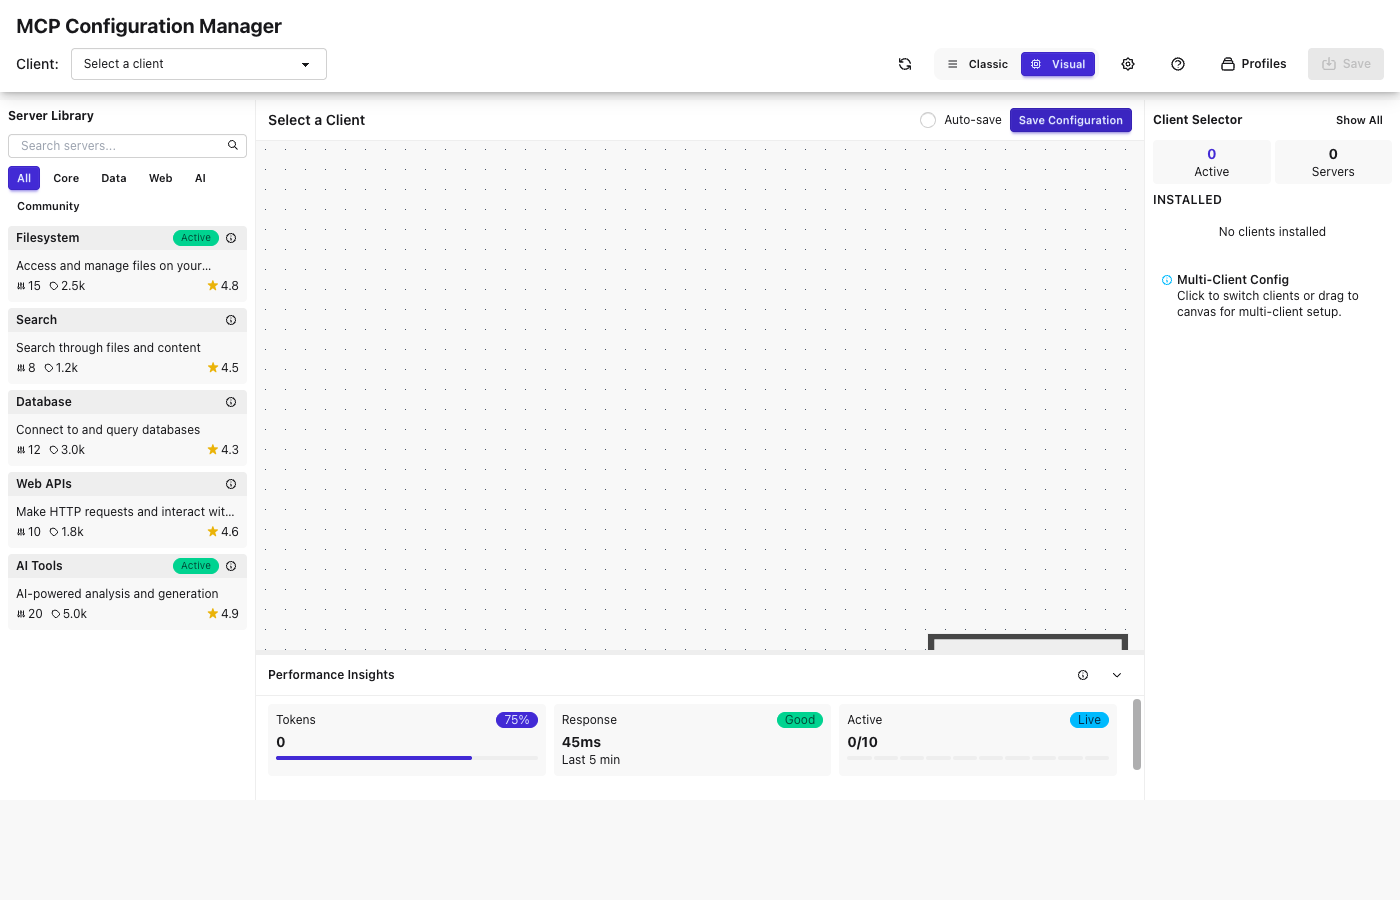 MCP Configuration Manager
Client: Select a client Classic Visual Profiles Save
Server Library
Search servers...
All Core Data Web AI
Community
Filesystem Active
Access and manage files on your...
15 2.5k 4.8
Search
Search through files and content
8 1.2k 4.5
Database
Connect to and query databases
12 3.0k 4.3
Web APIs
Make HTTP requests and interact wit...
10 1.8k 4.6
AI Tools Active
AI-powered analysis and generation
20 5.0k 4.9
Select a Client Auto-save Save Configuration
Performance Insights
Tokens 75%
0
Response Good
45ms
Last 5 min
Active Live
0/10
Client Selector Show All
0 0
Active Servers
INSTALLED
No clients installed
Multi-Client Config
Click to switch clients or drag to
canvas for multi-client setup.